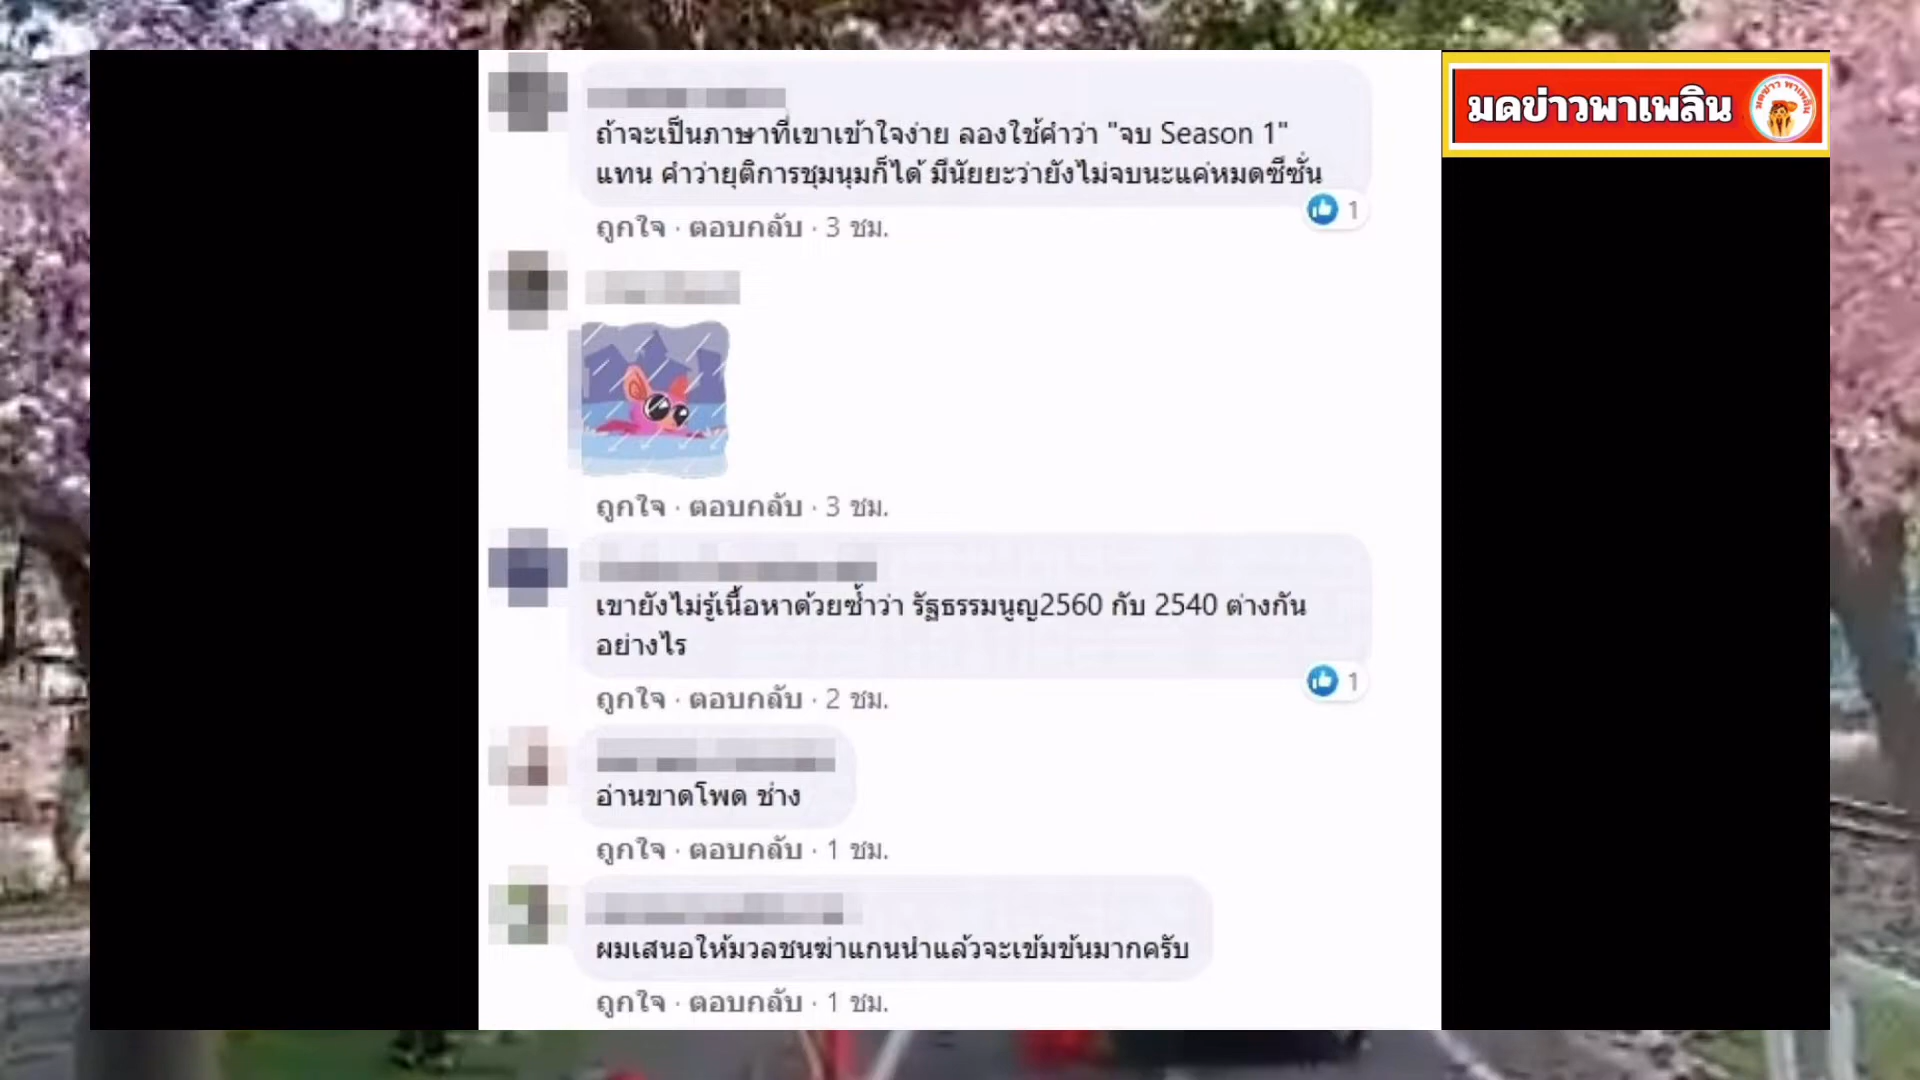 มดข่าวพาเพลิน
มดข่าว พาเพลิน
ถ้าจะเป็นภาษาที่เขาเข้าใจง่าย ลองใช้คำว่า "จบ Season 1"
แทน คำว่ายุติการชุมนุมก็ได้ มีนัยยะว่ายังไม่จบนะแค่หมดซีซั่น
1
ถูกใจ · ตอบกลับ · 3 ชม.
ถูกใจ · ตอบกลับ · 3 ชม.
เขายังไม่รู้เนื้อหาด้วยซ้ำว่า รัฐธรรมนูญ2560 กับ 2540 ต่างกัน
อย่างไร
1
ถูกใจ · ตอบกลับ · 2 ชม.
อ่านขาดโพด ช่าง
ถูกใจ · ตอบกลับ · 1 ชม.
ผมเสนอให้มวลชนฆ่าแกนนำแล้วจะเข้มข้นมากครับ
ถูกใจ · ตอบกลับ · 1 ชม.